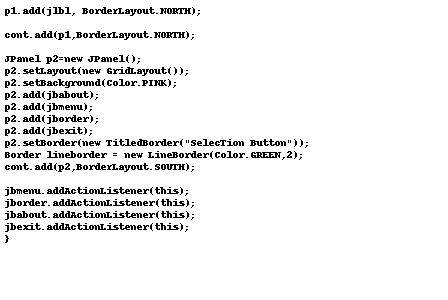 p1.add(jlbl, BorderLayout.NORTH);
cont.add(p1,BorderLayout.NORTH);
JPanel p2=new JPanel();
p2.setLayout(new GridLayout());
p2.setBackground(Color.PINK);
p2.add(jbabout);
p2.add(jbmenu);
p2.add(jborder);
p2.add(jbexit);
p2.setBorder(new TitledBorder("SelecTion Button"));
Border lineborder = new LineBorder(Color.GREEN,2);
cont.add(p2,BorderLayout.SOUTH);
jbmenu.addActionListener(this);
jborder.addActionListener(this);
jbabout.addActionListener(this);
jbexit.addActionListener(this);
}